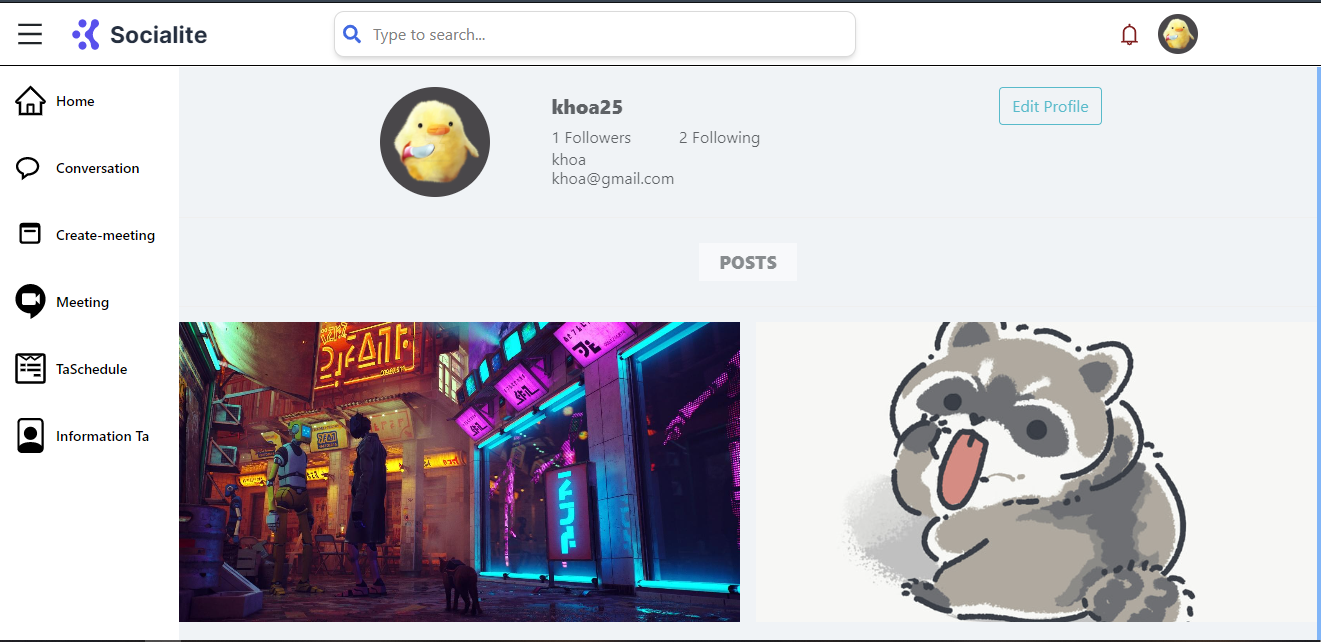 Socialite
Type to search...
Home
Conversation
Create-meeting
Meeting
TaSchedule
Information Ta
khoa25
Edit Profile
1 Followers 2 Following
khoa
khoa@gmail.com
POSTS